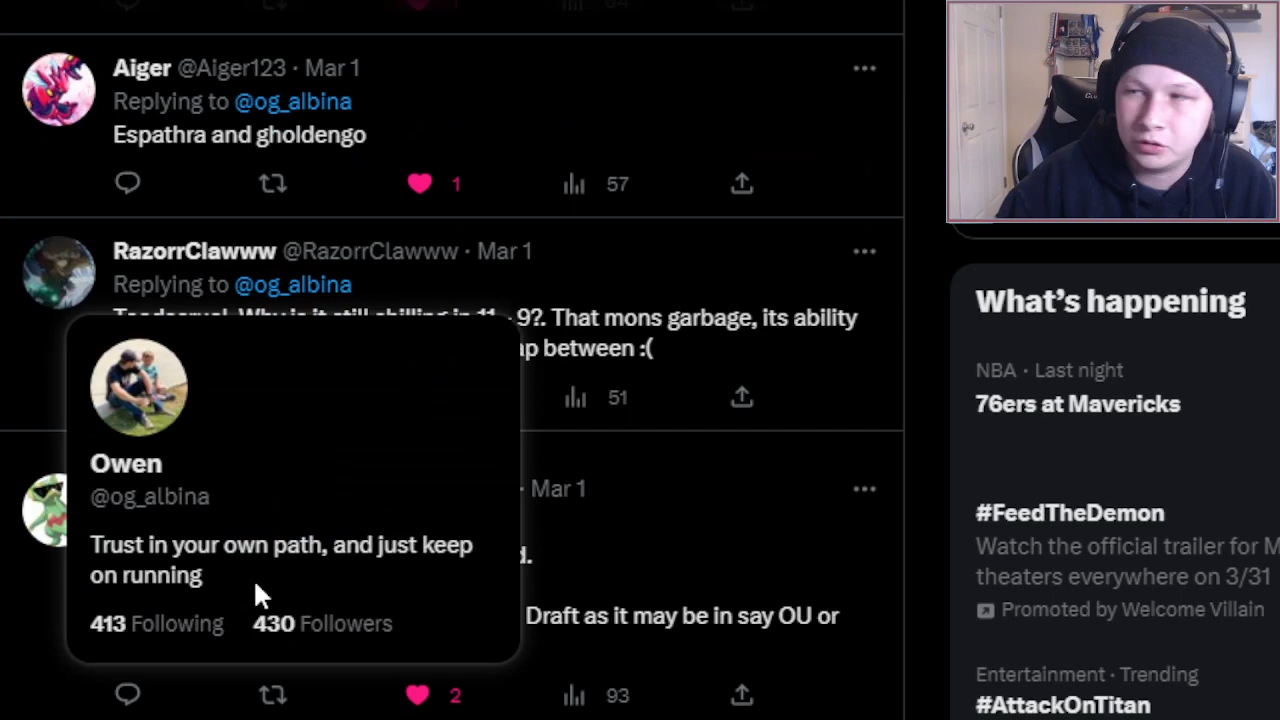 Aiger @Aiger123 · Mar 1
Replying to @og_albina
Espathra and gholdengo
1
57
RazorrClawww @RazorrClawww · Mar 1
Replying to @og_albina
9?. That mons garbage, its ability
between :(
51
Owen
@og_albina
Trust in your own path, and just keep
on running
413 Following 430 Followers
· Mar 1
d.
Draft as it may be in say OU or
2
93
What's happening
NBA · Last night
76ers at Mavericks
#FeedTheDemon
Watch the official trailer for M
theaters everywhere on 3/31
Promoted by Welcome Villain
Entertainment · Trending
#AttackOnTitan